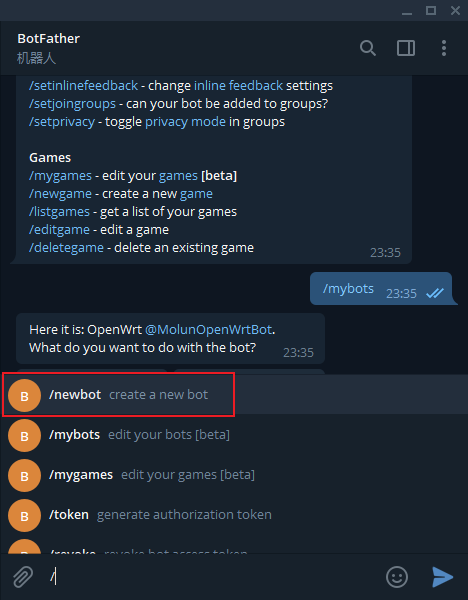 BotFather
机器人
/setinlinefeedback - change inline feedback settings
/setjoingroups - can your bot be added to groups?
/setprivacy - toggle privacy mode in groups
Games
/mygames - edit your games [beta]
/newgame - create a new game
/listgames - get a list of your games
/editgame - edit a game
/deletegame - delete an existing game
23:35
/mybots 23:35
Here it is: OpenWrt @MolunOpenWrtBot.
What do you want to do with the bot?
23:35
B /newbot create a new bot
B /mybots edit your bots [beta]
B /mygames edit your games [beta]
B /token generate authorization token
/revoke revoke bot access token
/